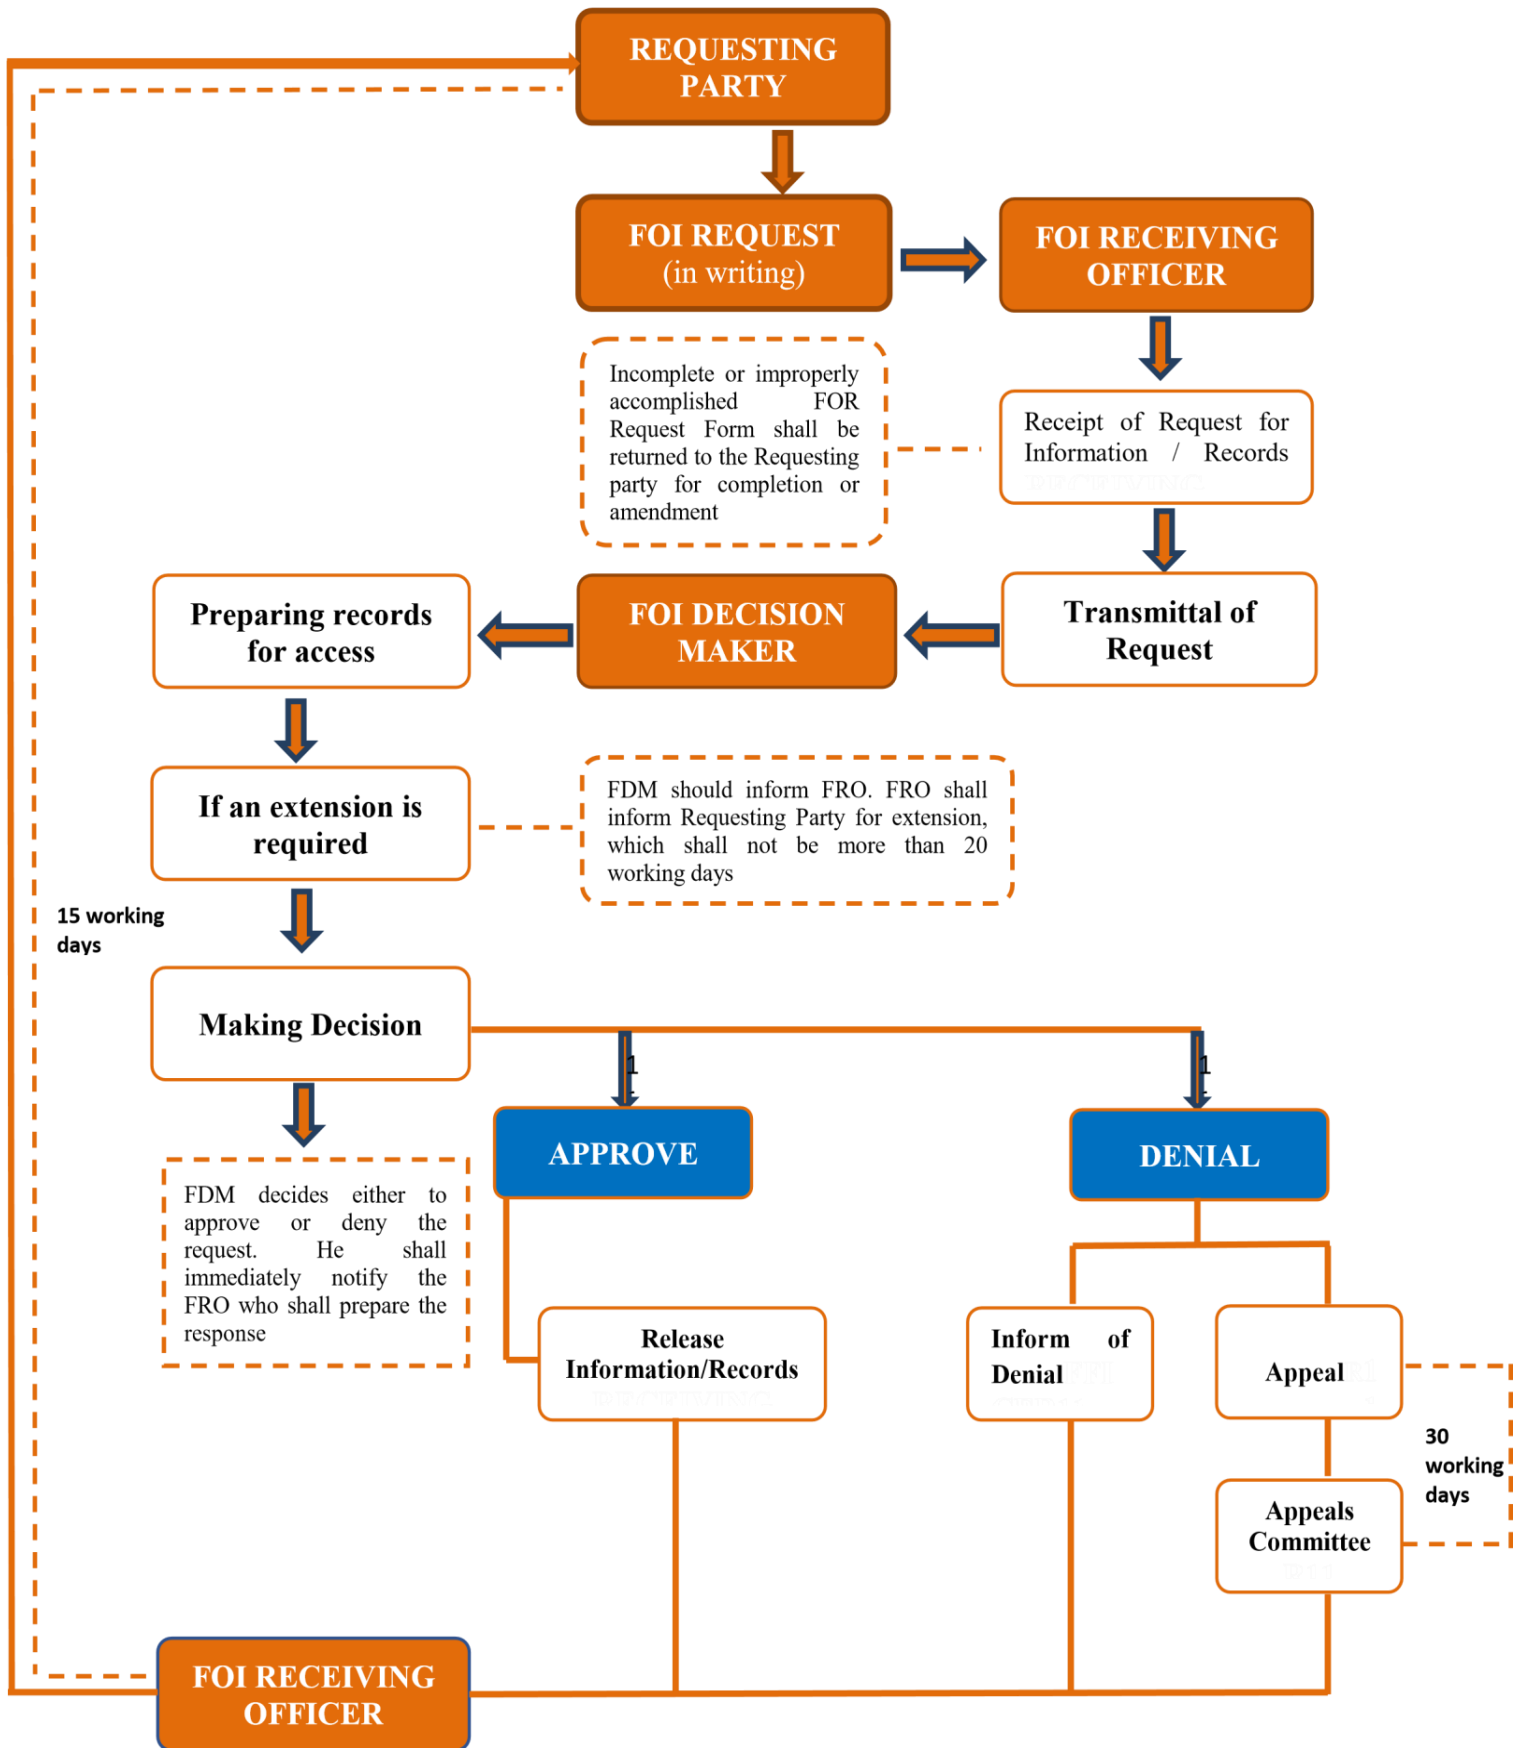 REQUESTING
PARTY
FOI REQUEST
(in writing)
FOI RECEIVING
OFFICER
Incomplete or improperly
accomplished FOR
Request Form shall be
returned to the Requesting
party for completion or
amendment
Receipt of Request for
Information / Records
Preparing records
for access
FOI DECISION
MAKER
Transmittal of
Request
If an extension is
required
FDM should inform FRO. FRO shall
inform Requesting Party for extension,
which shall not be more than 20
working days
15 working
days
Making Decision
1
1
APPROVE
DENIAL
FDM decides either to
approve or deny the
request. He shall
immediately notify the
FRO who shall prepare the
response
Release
Information/Records
Inform of
Denial
Appeal
30
working
days
Appeals
Committee
FOI RECEIVING
OFFICER